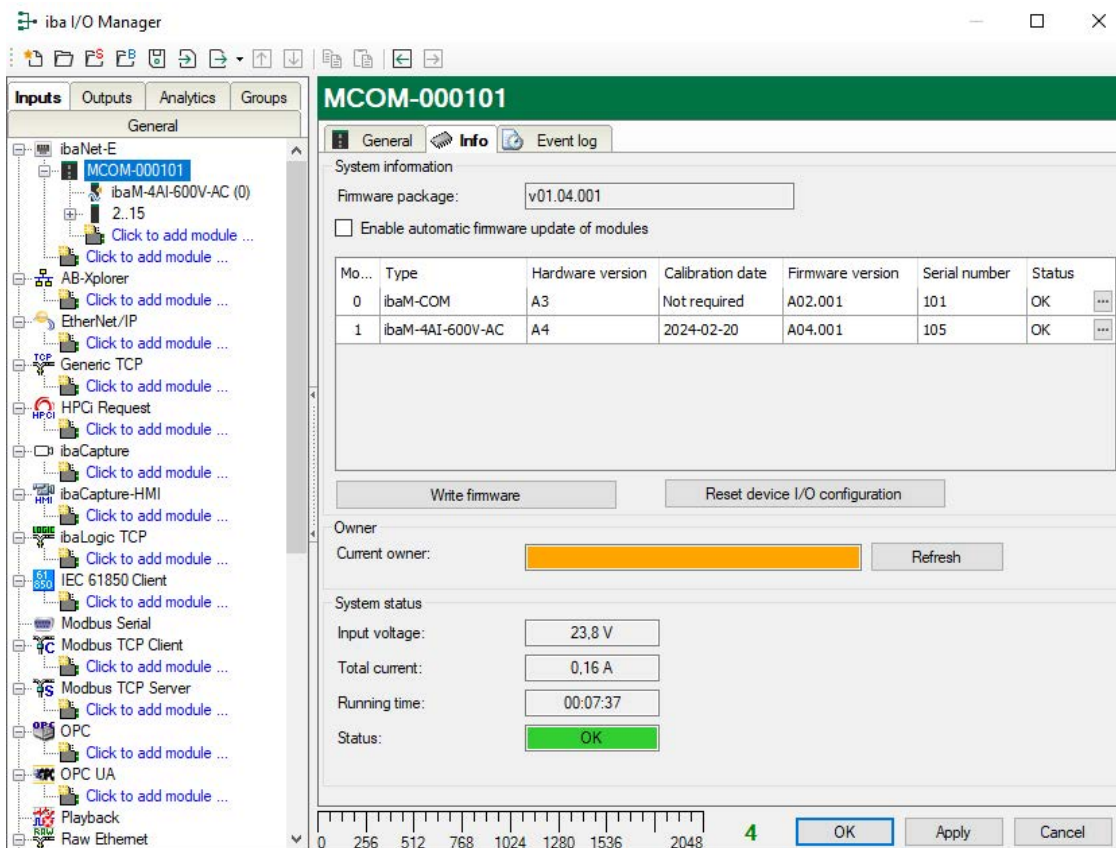 iba I/O Manager
Inputs Outputs Analytics Groups
General
ibaNet-E
MCOM-000101
ibaM-4AI-600V-AC (0)
2..15
Click to add module ...
Click to add module ...
AB-Xplorer
Click to add module ...
EtherNet/IP
Click to add module ...
Generic TCP
Click to add module ...
HPCi Request
Click to add module ...
ibaCapture
Click to add module ...
ibaCapture-HMI
Click to add module ...
ibaLogic TCP
Click to add module ...
IEC 61850 Client
Click to add module ...
Modbus Serial
Modbus TCP Client
Click to add module ...
Modbus TCP Server
Click to add module ...
OPC
Click to add module ...
OPC UA
Click to add module ...
Playback
Raw Ethernet
MCOM-000101
General Info Event log
System information
Firmware package: v01.04.001
Enable automatic firmware update of modules
Mo... Type Hardware version Calibration date Firmware version Serial number Status
0 ibaM-COM A3 Not required A02.001 101 OK ...
1 ibaM-4AI-600V-AC A4 2024-02-20 A04.001 105 OK ...
Write firmware Reset device I/O configuration
Owner
Current owner: Refresh
System status
Input voltage: 23,8 V
Total current: 0,16 A
Running time: 00:07:37
Status: OK
0 256 512 768 1024 1280 1536 2048 4 OK Apply Cancel